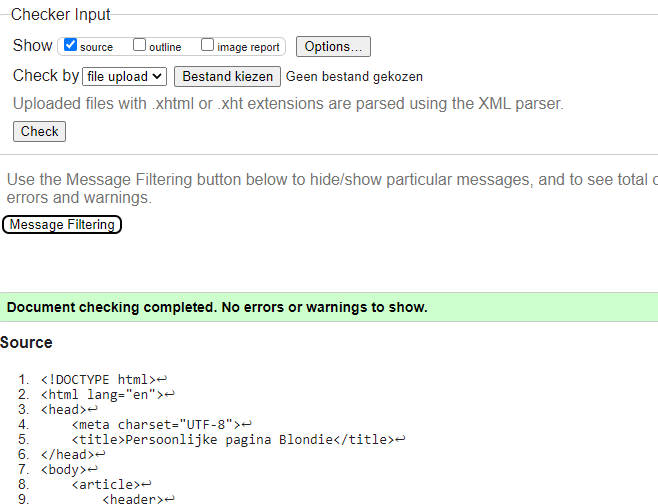 Checker Input
Show source outline image report Options...
Check by file upload Bestand kiezen Geen bestand gekozen
Uploaded files with .xhtml or .xht extensions are parsed using the XML parser.
Check
Use the Message Filtering button below to hide/show particular messages, and to see total
errors and warnings.
Message Filtering
Document checking completed. No errors or warnings to show.
Source
1. <!DOCTYPE html>↩
2. <html lang="en">↩
3. <head>↩
4. <meta charset="UTF-8">↩
5. <title>Persoonlijke pagina Blondie</title>↩
6. </head>↩
7. <body>↩
8. <article>↩
9. <header>↩